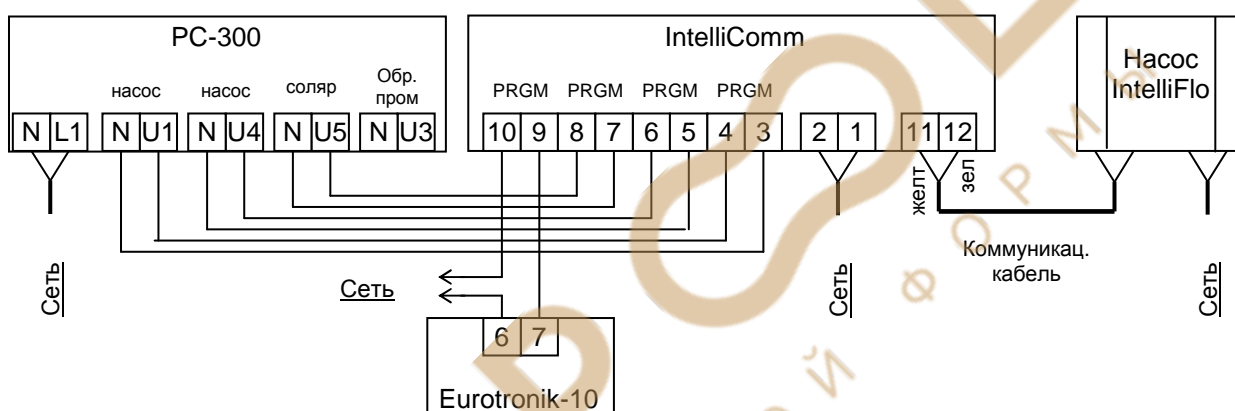 PC-300
IntelliComm
Насос
IntelliFlo
насос насос соляр Обр.
пром
PRGM PRGM PRGM PRGM
N L1 N U1 N U4 N U5 N U3
10 9 8 7 6 5 4 3 2 1 11 12
желт зел
Коммуникац.
кабель
Сеть Сеть Сеть Сеть
6 7
Eurotronik-10
Й ФОРМЫ